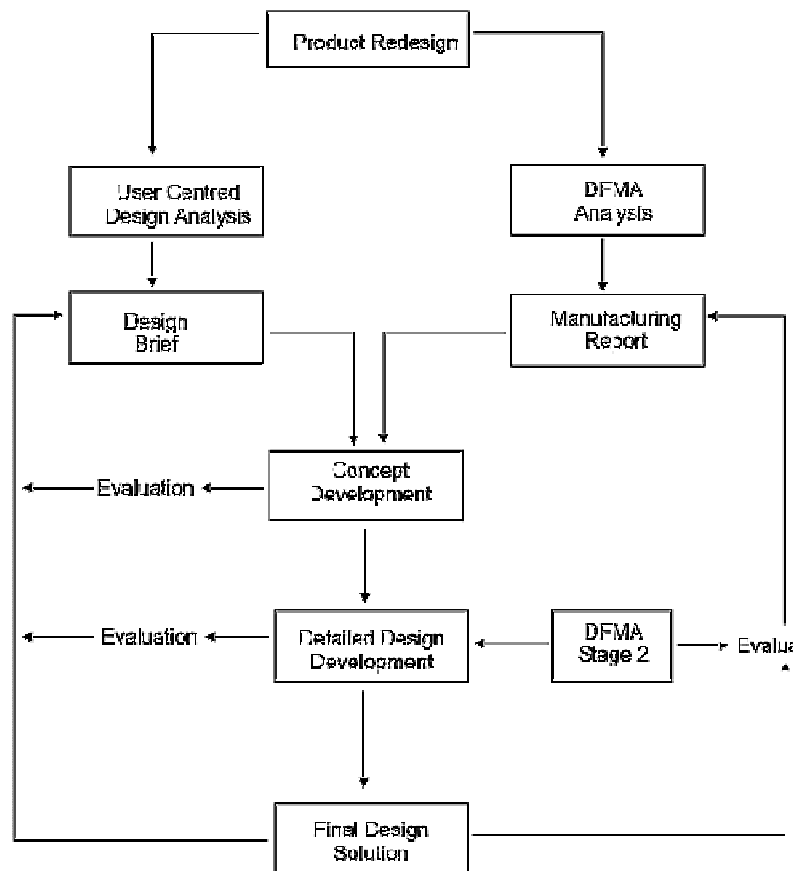 Product Redesign
User Centred
Design Analysis
DFMA
Analysis
Design
Brief
Manufacturing
Report
Concept
Development
Evaluation
Evaluation
Detailed Design
Development
DFMA
Stage 2
Evalua
Final Design
Solution